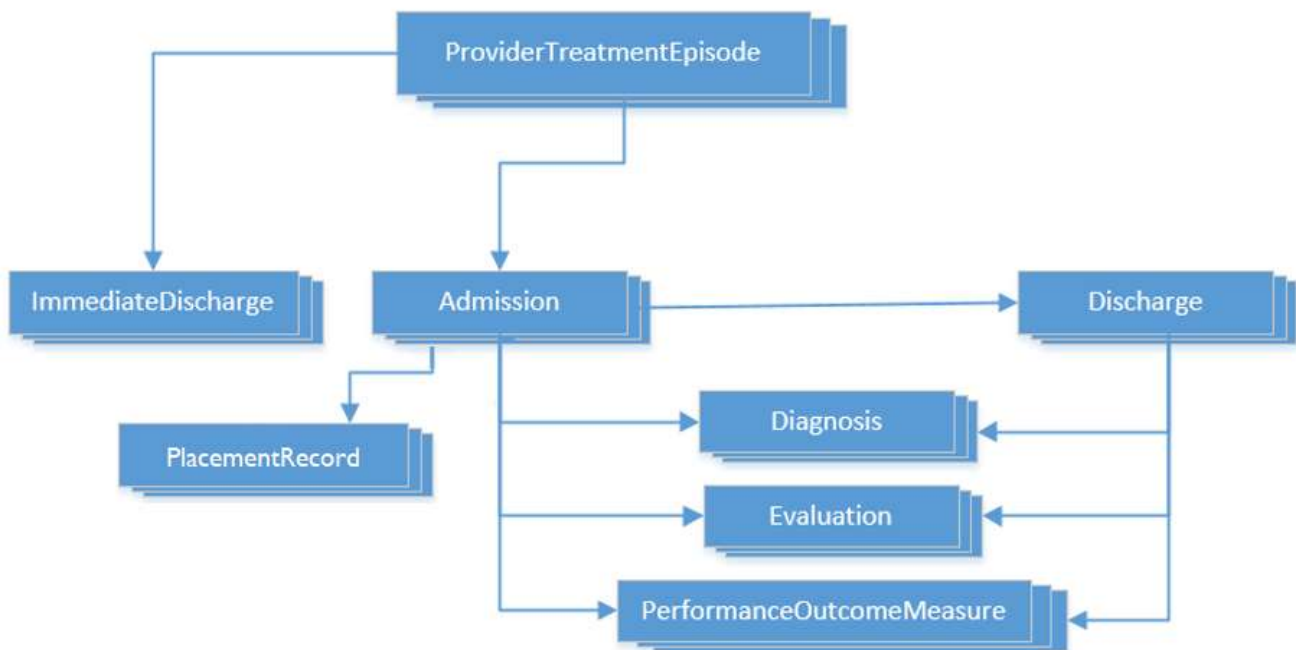 ProviderTreatmentEpisode
ImmediateDischarge
Admission
Discharge
Diagnosis
PlacementRecord
Evaluation
PerformanceOutcomeMeasure